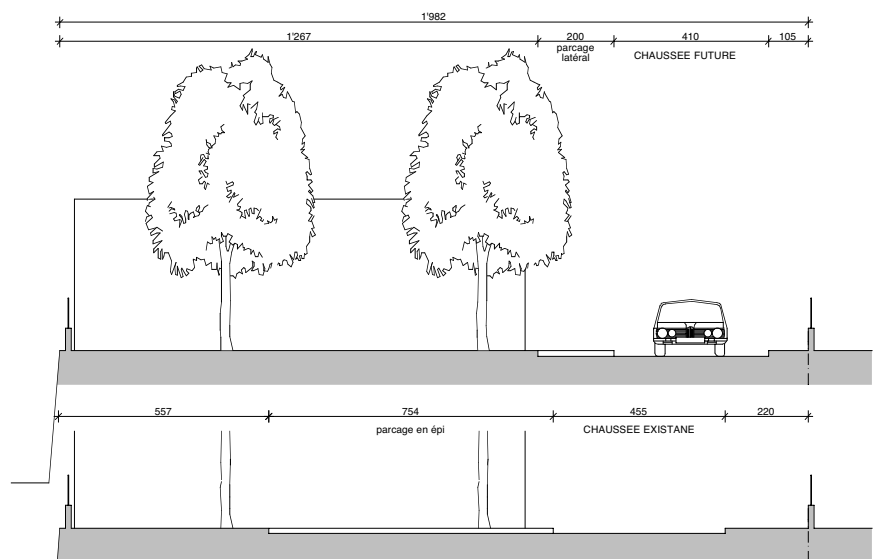 1'982
1'267
200
410
105
parcage
latéral
CHAUSSEE FUTURE
557
754
455
220
parcage en épi
CHAUSSEE EXISTANE